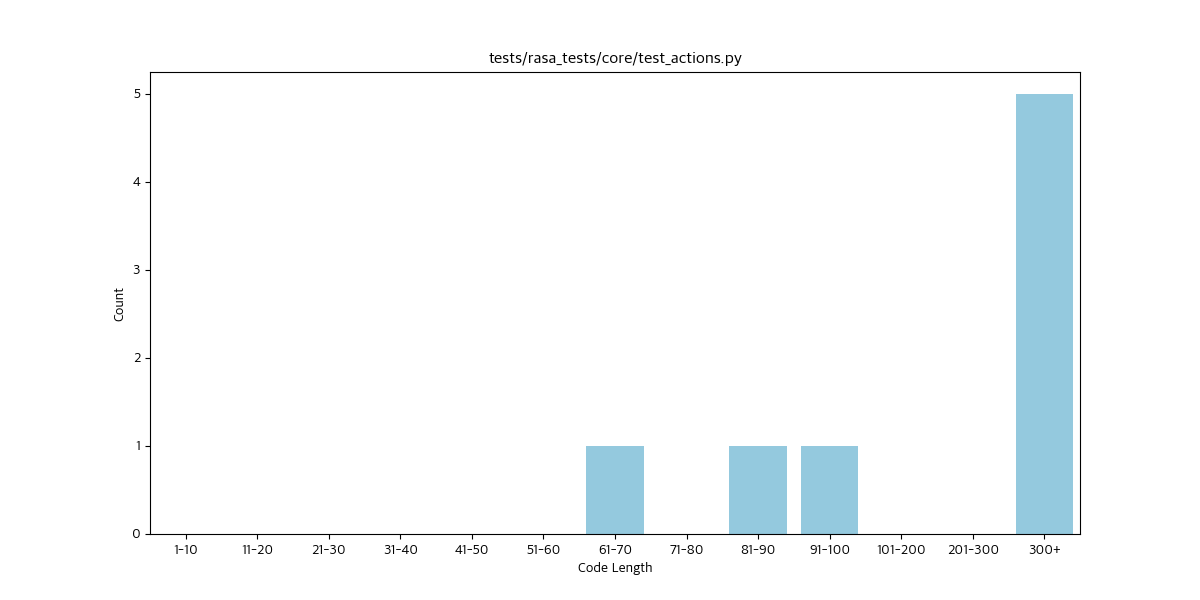 tests/rasa_tests/core/test_actions.py
5
4
3
2
1
0
Count
1-10 11-20 21-30 31-40 41-50 51-60 61-70 71-80 81-90 91-100 101-200 201-300 300+
Code Length